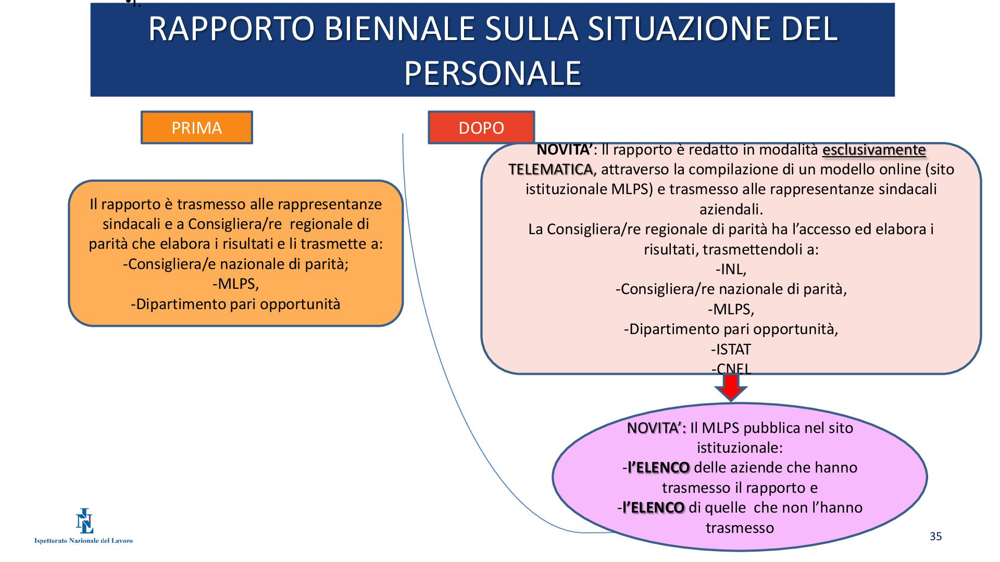 RAPPORTO BIENNALE SULLA SITUAZIONE DEL
PERSONALE
PRIMA
DOPO
Il rapporto è trasmesso alle rappresentanze
sindacali e a Consigliera/re regionale di
parità che elabora i risultati e li trasmette a:
-Consigliera/e nazionale di parità;
-MLPS,
-Dipartimento pari opportunità
NOVITA’: Il rapporto è redatto in modalità esclusivamente
TELEMATICA, attraverso la compilazione di un modello online (sito
istituzionale MLPS) e trasmesso alle rappresentanze sindacali
aziendali.
La Consigliera/re regionale di parità ha l’accesso ed elabora i
risultati, trasmettendoli a:
-INL,
-Consigliera/re nazionale di parità,
-MLPS,
-Dipartimento pari opportunità,
-ISTAT
-CNEL
NOVITA’: Il MLPS pubblica nel sito
istituzionale:
-l’ELENCO delle aziende che hanno
trasmesso il rapporto e
-l’ELENCO di quelle che non l’hanno
trasmesso
Ispettorato Nazionale del Lavoro
35